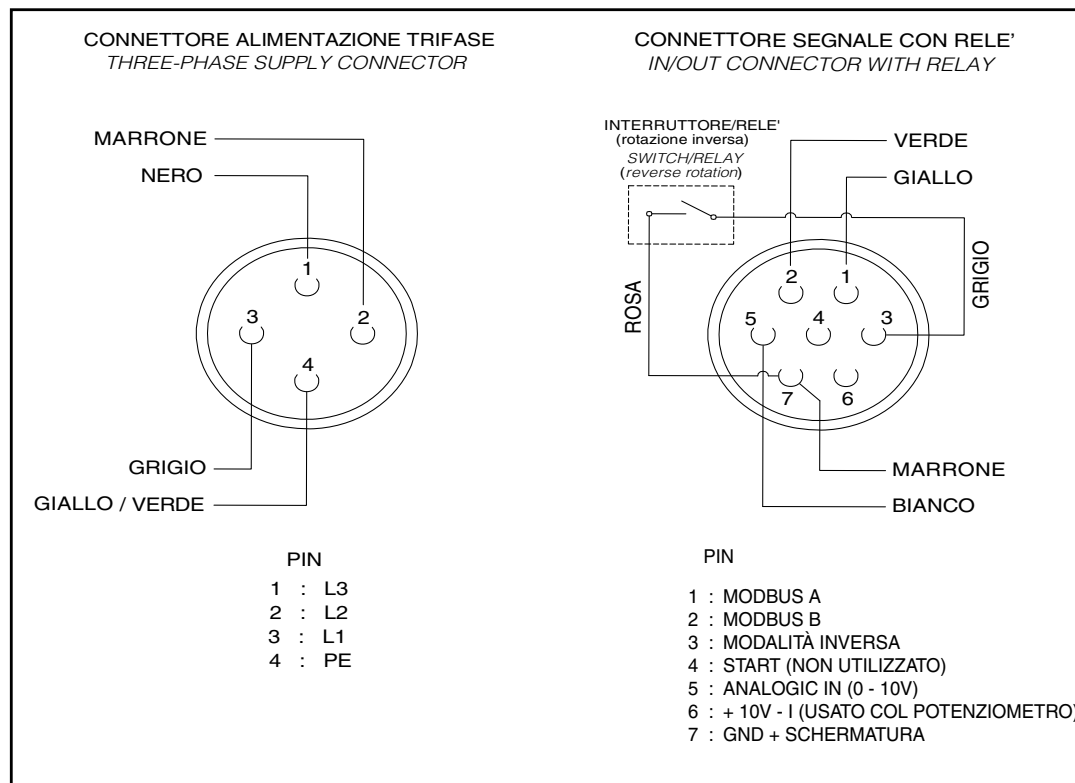 CONNETTORE ALIMENTAZIONE TRIFASE
THREE-PHASE SUPPLY CONNECTOR
MARRONE
NERO
1
3
2
4
GRIGIO
GIALLO / VERDE
PIN
1 : L3
2 : L2
3 : L1
4 : PE
CONNETTORE SEGNALE CON RELE'
IN/OUT CONNECTOR WITH RELAY
INTERRUTTORE/RELE'
(rotazione inversa)
SWITCH/RELAY
(reverse rotation)
VERDE
GIALLO
ROSA
GRIGIO
2
1
5
4
3
7
6
MARRONE
BIANCO
PIN
1 : MODBUS A
2 : MODBUS B
3 : MODALITÀ INVERSA
4 : START (NON UTILIZZATO)
5 : ANALOGIC IN (0 - 10V)
6 : + 10V - I (USATO COL POTENZIOMETRO)
7 : GND + SCHERMATURA